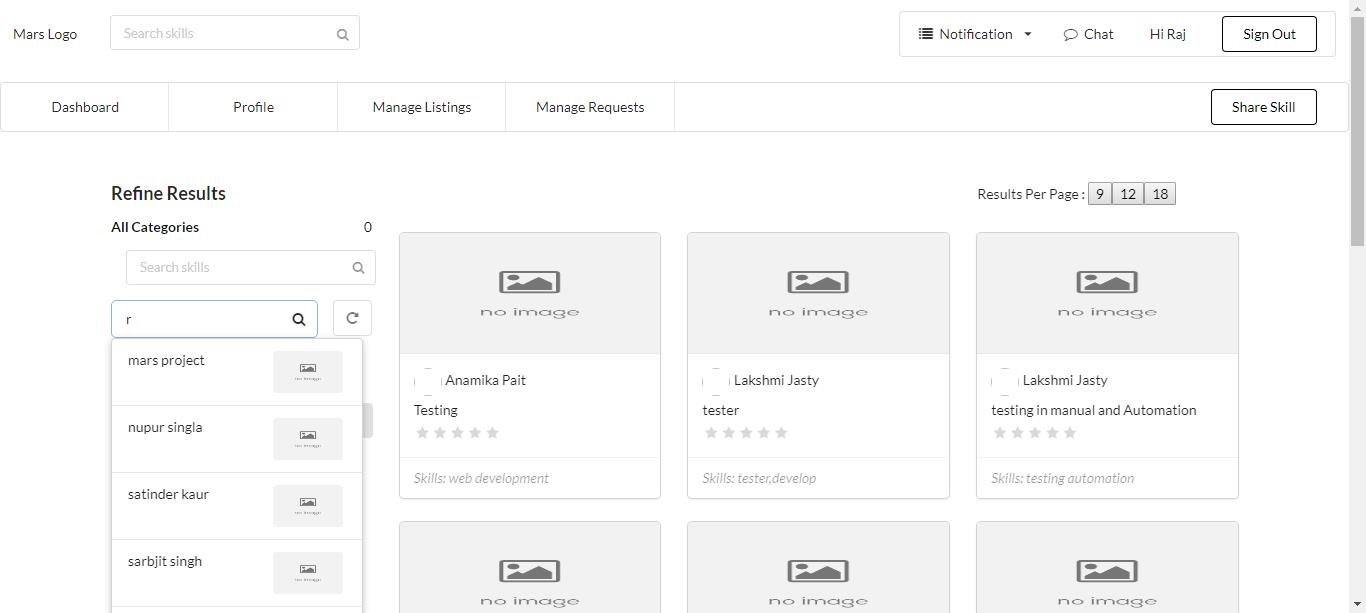 Mars Logo
Search skills
Notification
Chat
Hi Raj
Sign Out
Dashboard
Profile
Manage Listings
Manage Requests
Share Skill
Refine Results
Results Per Page : 9 12 18
All Categories 0
Search skills
r
mars project
no image
nupur singla
no image
satinder kaur
no image
sarbjit singh
no image
no image
Anamika Pait
Testing
Skills: web development
no image
Lakshmi Jasty
tester
Skills: tester,develop
no image
Lakshmi Jasty
testing in manual and Automation
Skills: testing automation
no image
no image
no image